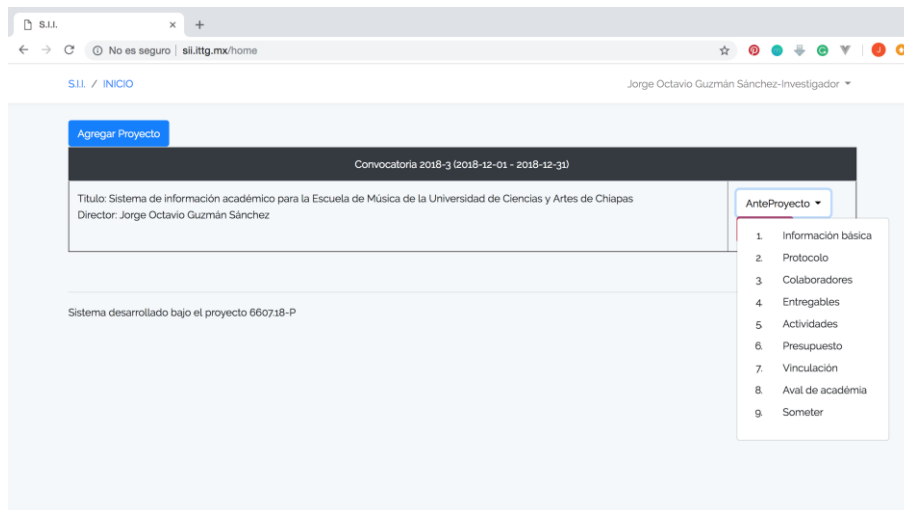 S.I.I.
No es seguro | sii.ittg.mx/home
S.I.I. / INICIO
Jorge Octavio Guzmán Sánchez-Investigador
Agregar Proyecto
Convocatoria 2018-3 (2018-12-01 - 2018-12-31)
Título: Sistema de información académico para la Escuela de Música de la Universidad de Ciencias y Artes de Chiapas
Director: Jorge Octavio Guzmán Sánchez
AnteProyecto
1. Información básica
2. Protocolo
3. Colaboradores
4. Entregables
5. Actividades
6. Presupuesto
7. Vinculación
8. Aval de académia
9. Someter
Sistema desarrollado bajo el proyecto 6607.18-P